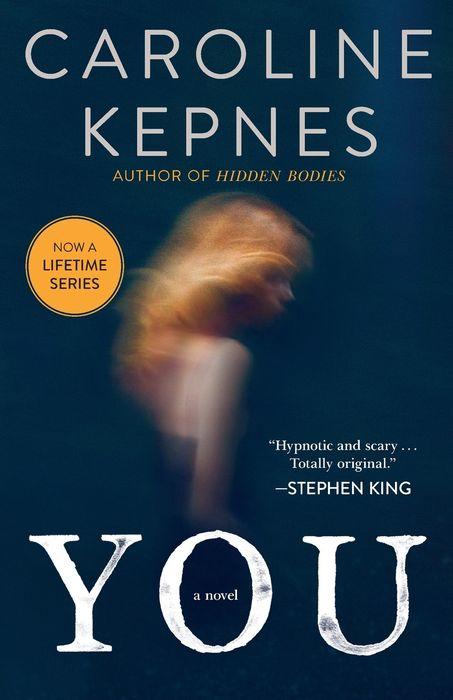 CAROLINE
KEPNES
AUTHOR OF HIDDEN BODIES
NOW A
LIFETIME
SERIES
“Hypnotic and scary . . .
Totally original.”
—STEPHEN KING
YOU
a novel